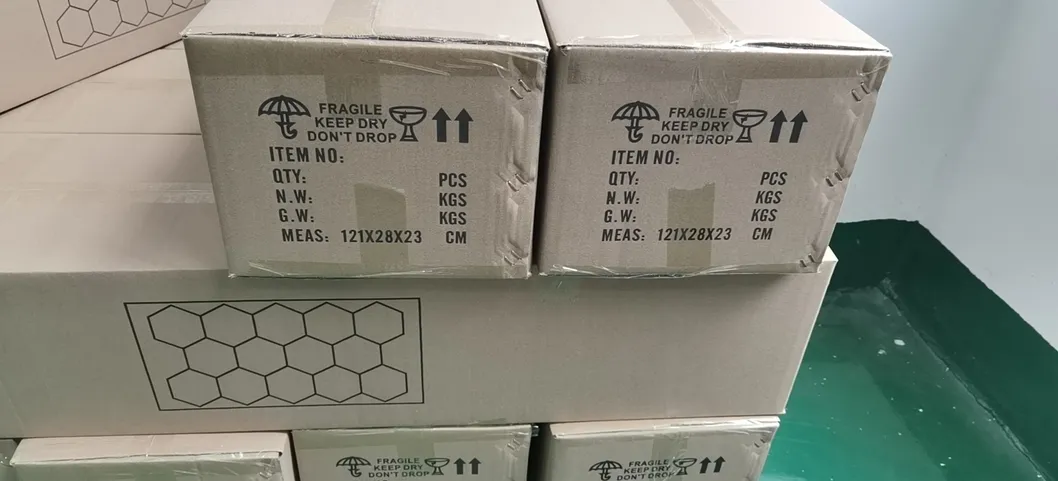 FRAGILE
KEEP DRY
DON'T DROP
ITEM NO:
QTY: PCS
N.W: KGS
G.W: KGS
MEAS: 121X28X23 CM
FRAGILE
KEEP DRY
DON'T DROP
ITEM NO:
QTY: PCS
N.W: KGS
G.W: KGS
MEAS: 121X28X23 CM
FRAGILE
KEEP DRY
DON'T DROP
FRAGILE
KEEP DRY
DON'T DROP